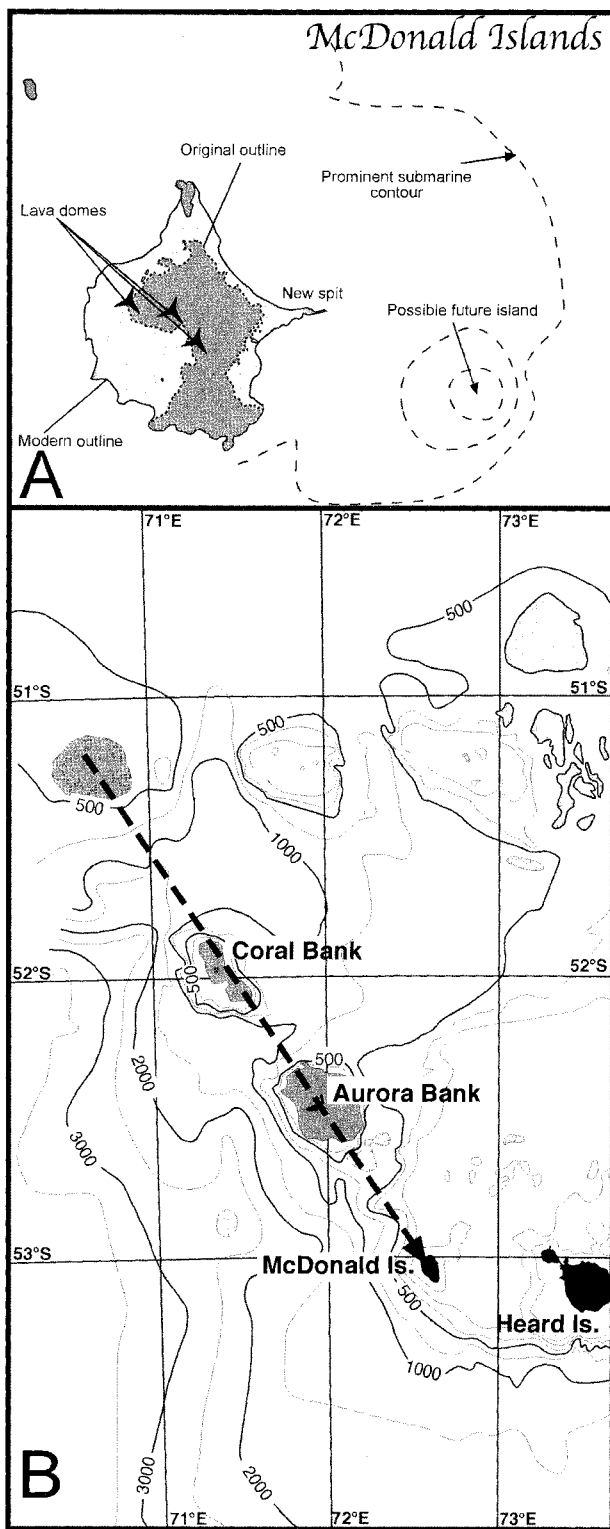 McDonald Islands
Original outline
Prominent submarine
contour
Lava domes
New spit
Possible future island
Modern outline
A
71°E
72°E
73°E
500
51°S
51°S
500
500
1000
Coral Bank
500
52°S
52°S
2000
500
Aurora Bank
3000
53°S
53°S
McDonald Is.
500
Heard Is.
1000
B
3000
2000
71°E
72°E
73°E